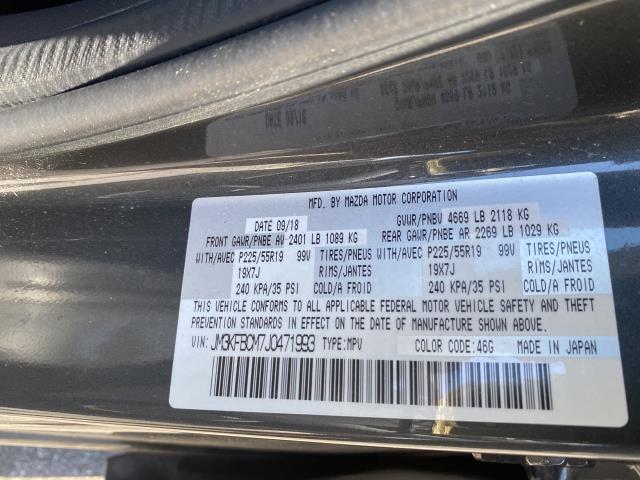 MFD. BY MAZDA MOTOR CORPORATION
DATE 09/18 GVWR/PNBV 4669 LB 2118 KG
FRONT GAWR/PNBE AV 2401 LB 1089 KG REAR GAWR/PNBE AR 2269 LB 1029 KG
WITH/AVEC P225/55R19 99V TIRES/PNEUS WITH/AVEC P225/55R19 99V TIRES/PNEUS
19X7J RIMS/JANTES 19X7J RIMS/JANTES
240 KPA/35 PSI COLD/A FROID 240 KPA/35 PSI COLD/A FROID
THIS VEHICLE CONFORMS TO ALL APPLICABLE FEDERAL MOTOR VEHICLE SAFETY AND THEFT
PREVENTION STANDARDS IN EFFECT ON THE DATE OF MANUFACTURE SHOWN ABOVE.
VIN: JM3KFBCM7J0471993 TYPE:MPV COLOR CODE:46G MADE IN JAPAN